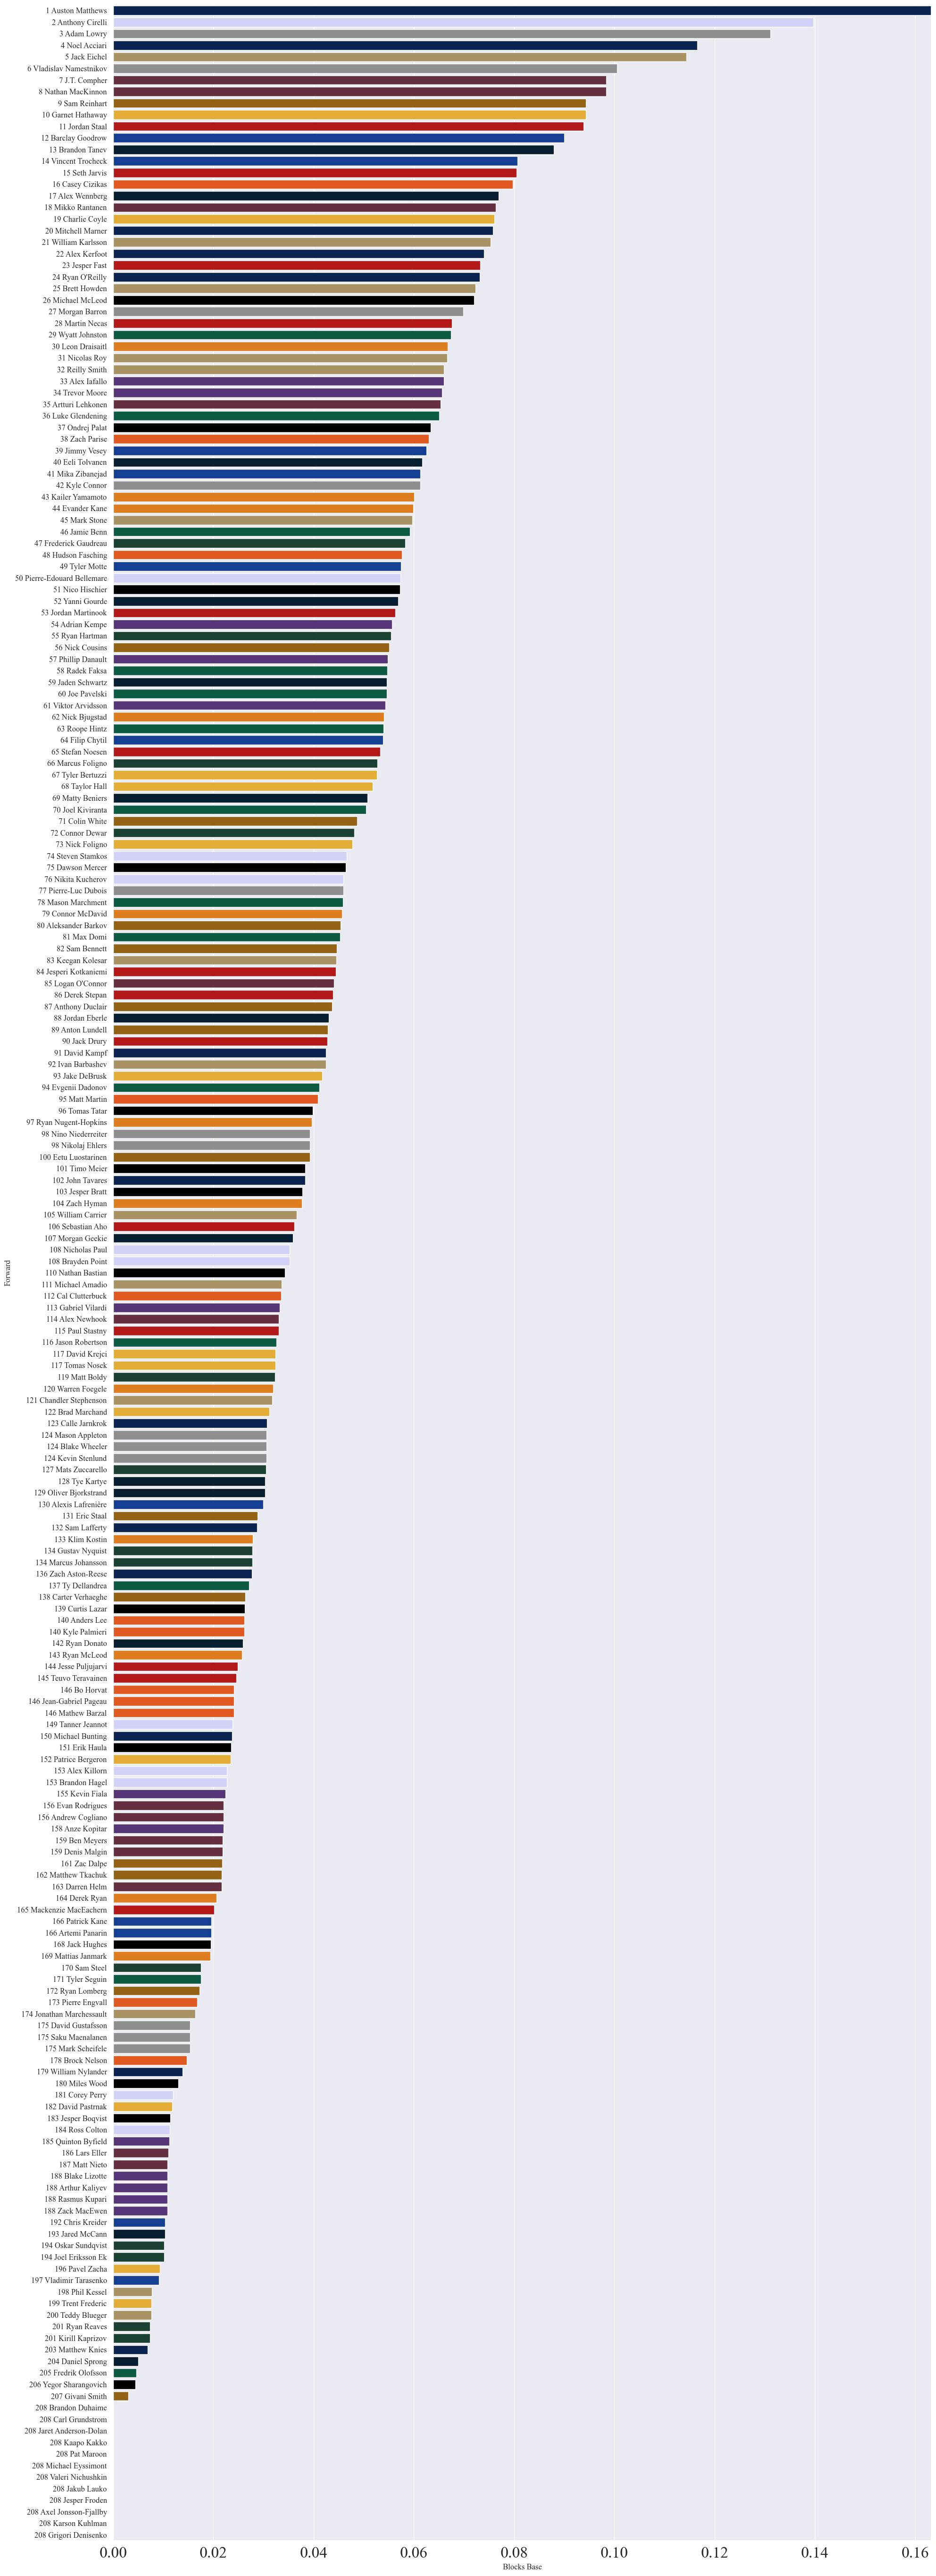 1 Auston Matthews
2 Anthony Cirelli
3 Adam Lowry
4 Noel Acciari
5 Jack Eichel
6 Vladislav Namestnikov
7 J.T. Compher
8 Nathan MacKinnon
9 Sam Reinhart
10 Garnet Hathaway
11 Jordan Staal
12 Barclay Goodrow
13 Brandon Tanev
14 Vincent Trocheck
15 Seth Jarvis
16 Casey Cizikas
17 Alex Wennberg
18 Mikko Rantanen
19 Charlie Coyle
20 Mitchell Marner
21 William Karlsson
22 Alex Kerfoot
23 Jesper Fast
24 Ryan O'Reilly
25 Brett Howden
26 Michael McLeod
27 Morgan Barron
28 Martin Necas
29 Wyatt Johnston
30 Leon Draisaitl
31 Nicolas Roy
32 Reilly Smith
33 Alex Iafallo
34 Trevor Moore
35 Artturi Lehkonen
36 Luke Glendening
37 Ondrej Palat
38 Zach Parise
39 Jimmy Vesey
40 Eeli Tolvanen
41 Mika Zibanejad
42 Kyle Connor
43 Kailer Yamamoto
44 Evander Kane
45 Mark Stone
46 Jamie Benn
47 Frederick Gaudreau
48 Hudson Fasching
49 Tyler Motte
50 Pierre-Edouard Bellemare
51 Nico Hischier
52 Yanni Gourde
53 Jordan Martinook
54 Adrian Kempe
55 Ryan Hartman
56 Nick Cousins
57 Phillip Danault
58 Radek Faksa
59 Jaden Schwartz
60 Joe Pavelski
61 Viktor Arvidsson
62 Nick Bjugstad
63 Roope Hintz
64 Filip Chytil
65 Stefan Noesen
66 Marcus Foligno
67 Tyler Bertuzzi
68 Taylor Hall
69 Matty Beniers
70 Joel Kiviranta
71 Colin White
72 Connor Dewar
73 Nick Foligno
74 Steven Stamkos
75 Dawson Mercer
76 Nikita Kucherov
77 Pierre-Luc Dubois
78 Mason Marchment
79 Connor McDavid
80 Aleksander Barkov
81 Max Domi
82 Sam Bennett
83 Keegan Kolesar
84 Jesperi Kotkaniemi
85 Logan O'Connor
86 Derek Stepan
87 Anthony Duclair
88 Jordan Eberle
89 Anton Lundell
90 Jack Drury
91 David Kampf
92 Ivan Barbashev
93 Jake DeBrusk
94 Evgenii Dadonov
95 Matt Martin
96 Tomas Tatar
97 Ryan Nugent-Hopkins
98 Nino Niederreiter
98 Nikolaj Ehlers
100 Eetu Luostarinen
101 Timo Meier
102 John Tavares
103 Jesper Bratt
104 Zach Hyman
105 William Carrier
106 Sebastian Aho
107 Morgan Geekie
108 Nicholas Paul
108 Brayden Point
110 Nathan Bastian
111 Michael Amadio
112 Cal Clutterbuck
113 Gabriel Vilardi
114 Alex Newhook
115 Paul Stastny
116 Jason Robertson
117 David Krejci
117 Tomas Nosek
119 Matt Boldy
120 Warren Foegele
121 Chandler Stephenson
122 Brad Marchand
123 Calle Jarnkrok
124 Mason Appleton
124 Blake Wheeler
124 Kevin Stenlund
127 Mats Zuccarello
128 Tye Kartye
129 Oliver Bjorkstrand
130 Alexis Lafrenière
131 Eric Staal
132 Sam Lafferty
133 Klim Kostin
134 Gustav Nyquist
134 Marcus Johansson
136 Zach Aston-Reese
137 Ty Dellandrea
138 Carter Verhaeghe
139 Curtis Lazar
140 Anders Lee
140 Kyle Palmieri
142 Ryan Donato
143 Ryan McLeod
144 Jesse Puljujarvi
145 Teuvo Teravainen
146 Bo Horvat
146 Jean-Gabriel Pageau
146 Mathew Barzal
149 Tanner Jeannot
150 Michael Bunting
151 Erik Haula
152 Patrice Bergeron
153 Alex Killorn
153 Brandon Hagel
155 Kevin Fiala
156 Evan Rodrigues
156 Andrew Cogliano
158 Anze Kopitar
159 Ben Meyers
159 Denis Malgin
161 Zac Dalpe
162 Matthew Tkachuk
163 Darren Helm
164 Derek Ryan
165 Mackenzie MacEachern
166 Patrick Kane
166 Artemi Panarin
168 Jack Hughes
169 Mattias Janmark
170 Sam Steel
171 Tyler Seguin
172 Ryan Lomberg
173 Pierre Engvall
174 Jonathan Marchessault
175 David Gustafsson
175 Saku Maenalanen
175 Mark Scheifele
178 Brock Nelson
179 William Nylander
180 Miles Wood
181 Corey Perry
182 David Pastrnak
183 Jesper Boqvist
184 Ross Colton
185 Quinton Byfield
186 Lars Eller
187 Matt Nieto
188 Blake Lizotte
188 Arthur Kaliyev
188 Rasmus Kupari
188 Zack MacEwen
192 Chris Kreider
193 Jared McCann
194 Oskar Sundqvist
194 Joel Eriksson Ek
196 Pavel Zacha
197 Vladimir Tarasenko
198 Phil Kessel
199 Trent Frederic
200 Teddy Blueger
201 Ryan Reaves
201 Kirill Kaprizov
203 Matthew Knies
204 Daniel Sprong
205 Fredrik Olofsson
206 Yegor Sharangovich
207 Givani Smith
208 Brandon Duhaime
208 Carl Grundstrom
208 Jaret Anderson-Dolan
208 Kaapo Kakko
208 Pat Maroon
208 Michael Eyssimont
208 Valeri Nichushkin
208 Jakub Lauko
208 Jesper Froden
208 Axel Jonsson-Fjallby
208 Karson Kuhlman
208 Grigori Denisenko
Forward
0.00 0.02 0.04 0.06 0.08 0.10 0.12 0.14 0.16
Blocks Base